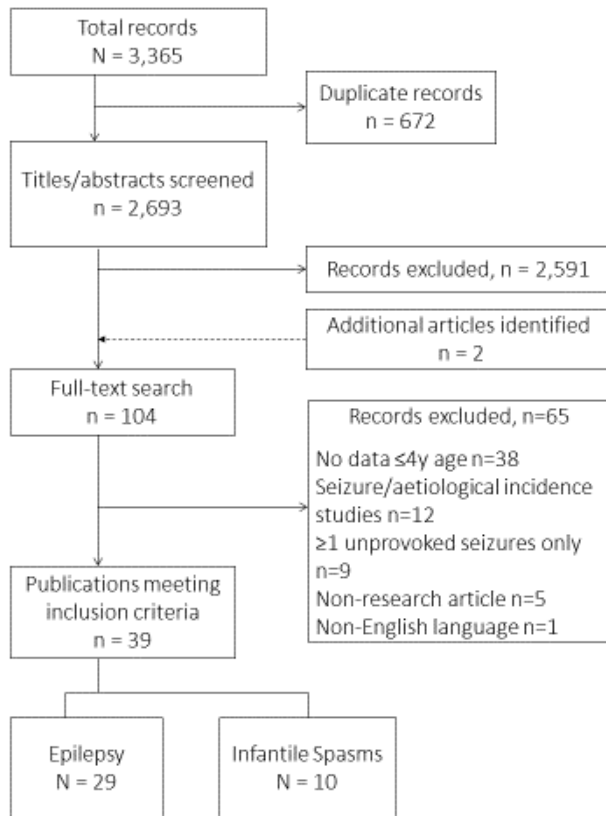 Total records
N = 3,365
Duplicate records
n = 672
Titles/abstracts screened
n = 2,693
Records excluded, n = 2,591
Additional articles identified
n = 2
Full-text search
n = 104
Records excluded, n=65
No data ≤4y age n=38
Seizure/aetiological incidence
studies n=12
≥1 unprovoked seizures only
n=9
Non-research article n=5
Non-English language n=1
Publications meeting
inclusion criteria
n = 39
Epilepsy
N = 29
Infantile Spasms
N = 10